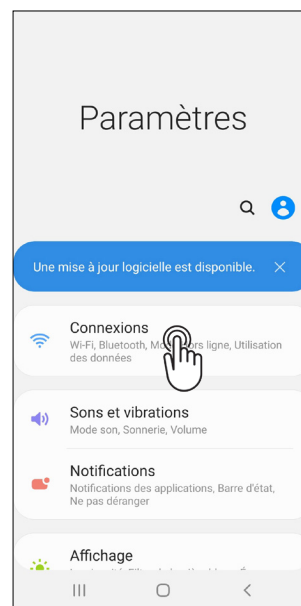 Paramètres
Une mise à jour logicielle est disponible.
Connexions
Wi-Fi, Bluetooth, hors ligne, Utilisation
des données
Sons et vibrations
Mode son, Sonnerie, Volume
Notifications
Notifications des applications, Barre d'état,
Ne pas déranger
Affichage